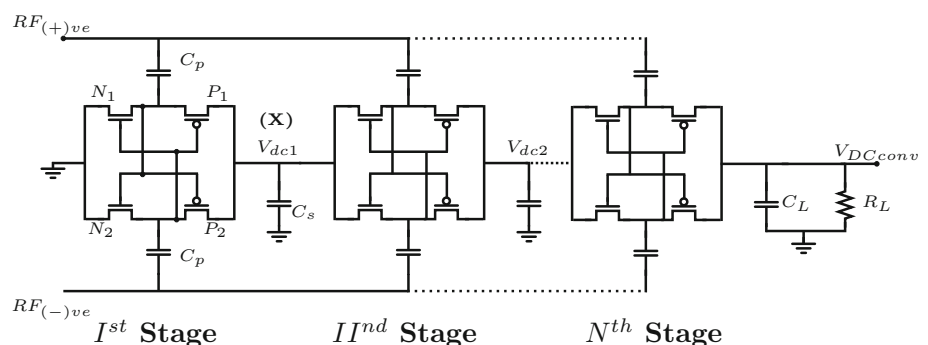 RF(+)ve
Cp
N1 P1
(X)
Vdc1
Vdc2
VDCconv
Cs
CL
RL
N2 P2
Cp
RF(−)ve
Ist Stage
IInd Stage
Nth Stage